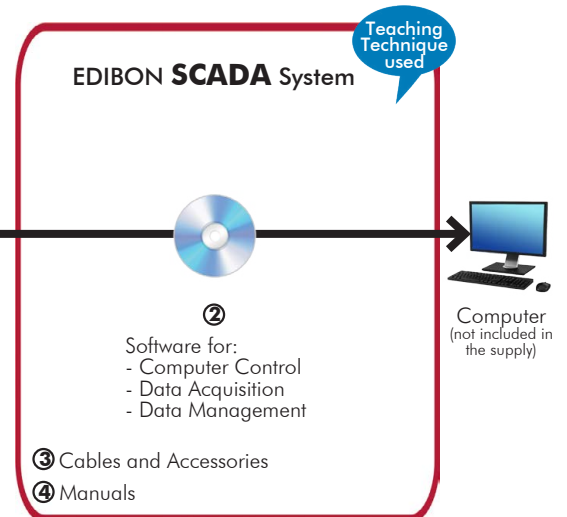 Teaching
Technique
used
EDIBON SCADA System
②
Software for:
- Computer Control
- Data Acquisition
- Data Management
③ Cables and Accessories
④ Manuals
Computer
(not included in
the supply)